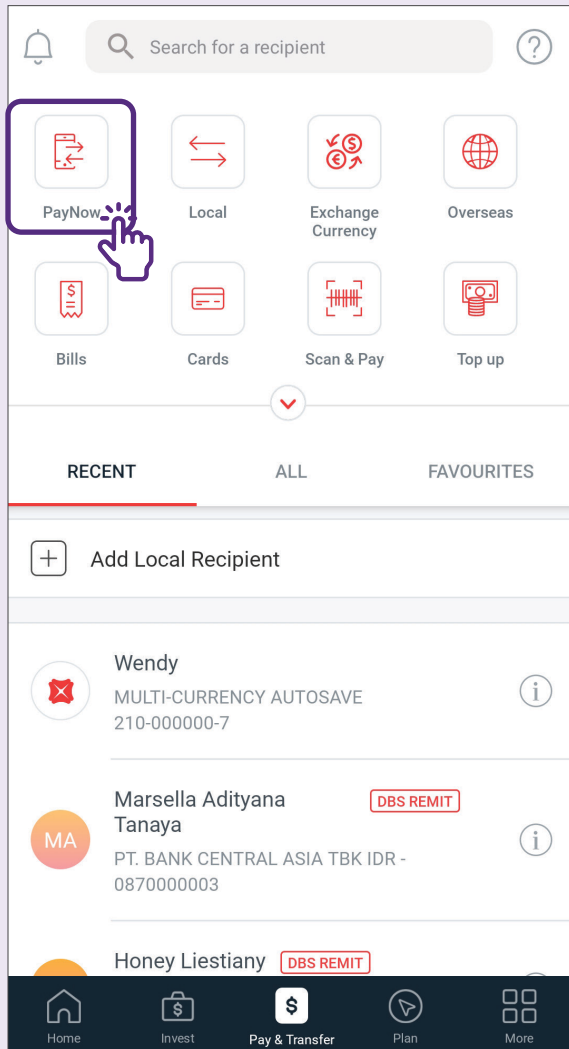 Search for a recipient
?
PayNow
Local
Exchange
Currency
Overseas
Bills
Cards
Scan & Pay
Top up
RECENT
ALL
FAVOURITES
Add Local Recipient
Wendy
MULTI-CURRENCY AUTOSAVE
210-000000-7
Marsella Adityana
Tanaya
DBS REMIT
MA
PT. BANK CENTRAL ASIA TBK IDR -
0870000003
Honey Liestiany DBS REMIT
Home
Invest
Pay & Transfer
Plan
More